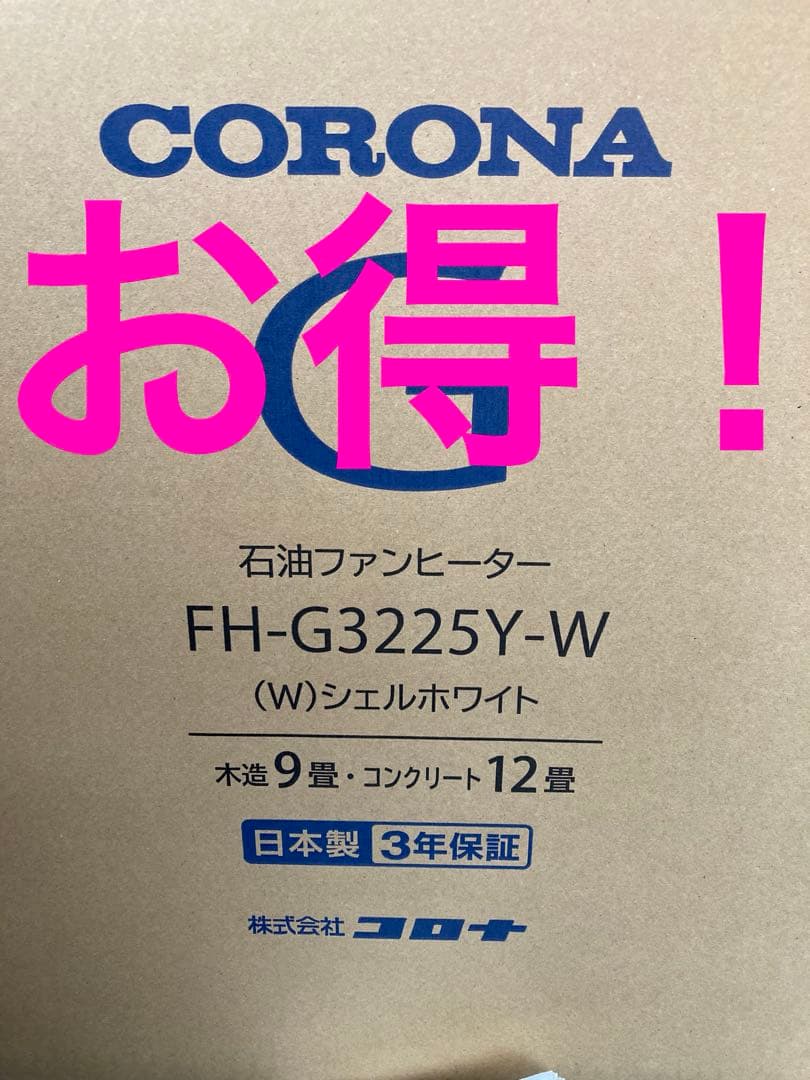 CORONA
お得！
G
石油ファンヒーター
FH-G3225Y-W
(W)シェルホワイト
木造9畳・コンクリート12畳
日本製 3年保証
株式会社 コロナ